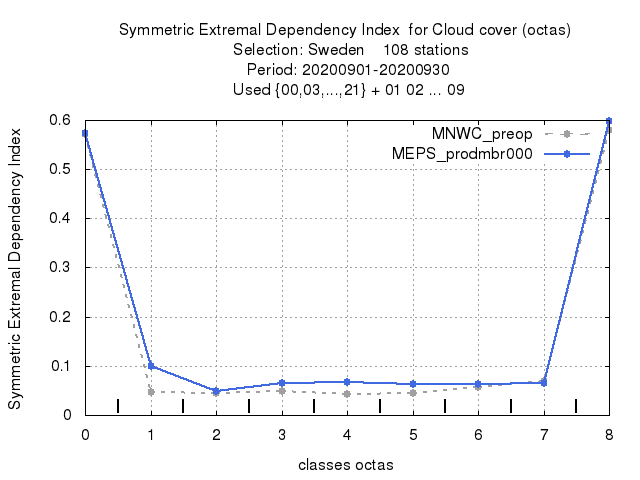 Symmetric Extremal Dependency Index  for Cloud cover (octas)
Selection: Sweden    108 stations
Period: 20200901-20200930
Used {00,03,...,21} + 01 02 ... 09
Symmetric Extremal Dependency Index
0.6
0.5
0.4
0.3
0.2
0.1
0
MNWC_preop
MEPS_prodmbr000
0 1 2 3 4 5 6 7 8
classes octas